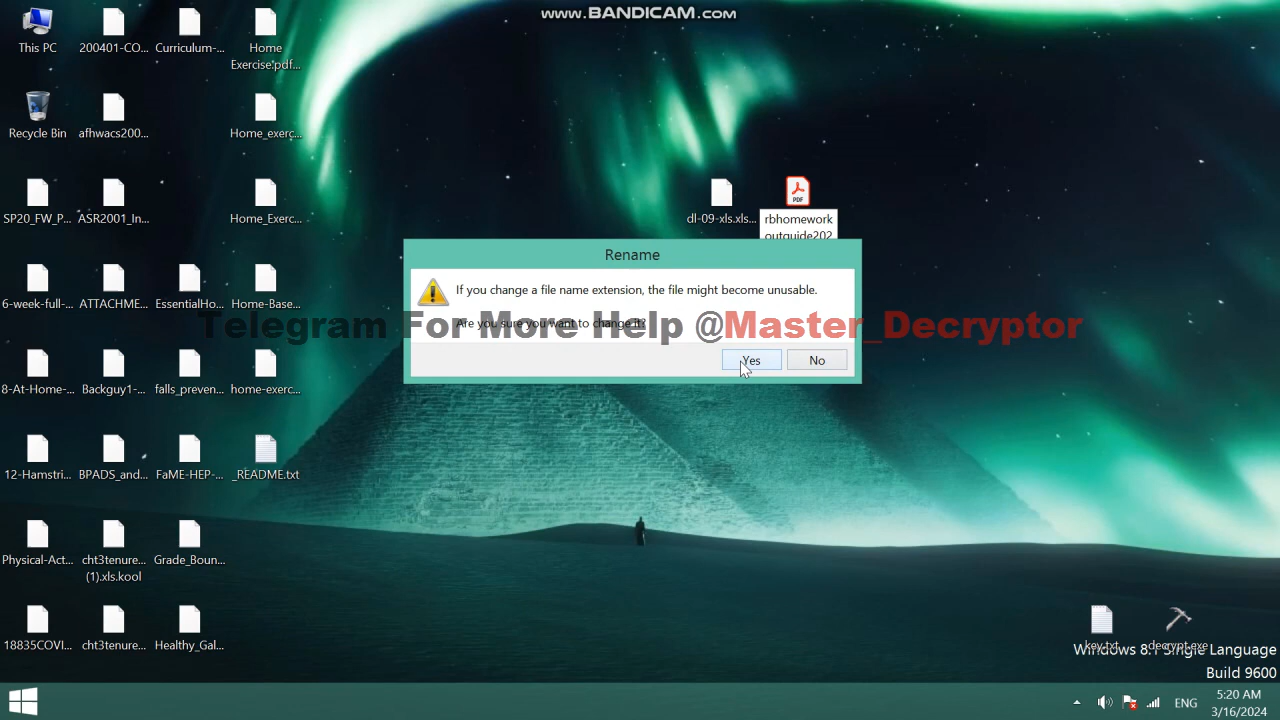 www.BANDICAM.com
This PC
200401-CO...
Curriculum-...
Home
Exercise.pdf...
Recycle Bin
afhwacs200...
Home_exerc...
SP20_FW_P...
ASR2001_In...
Home_Exerc...
dl-09-xls.xls...
rbhomework
outguide202
Rename
If you change a file name extension, the file might become unusable.
Are you sure you want to change it?
Telegram For More Help @Master_Decryptor
Yes
No
6-week-full-...
ATTACHME...
EssentialHo...
Home-Base...
8-At-Home-...
Backguy1-...
falls_preven...
home-exerc...
12-Hamstri...
BPADS_and...
FaME-HEP-...
_README.txt
Physical-Act...
cht3tenure...
(1).xls.kool
Grade_Boun...
18835COVI...
cht3tenure...
Healthy_Gal...
key.txt
decrypt.exe
Windows 8.1 Single Language
Build 9600
ENG
5:20 AM
3/16/2024